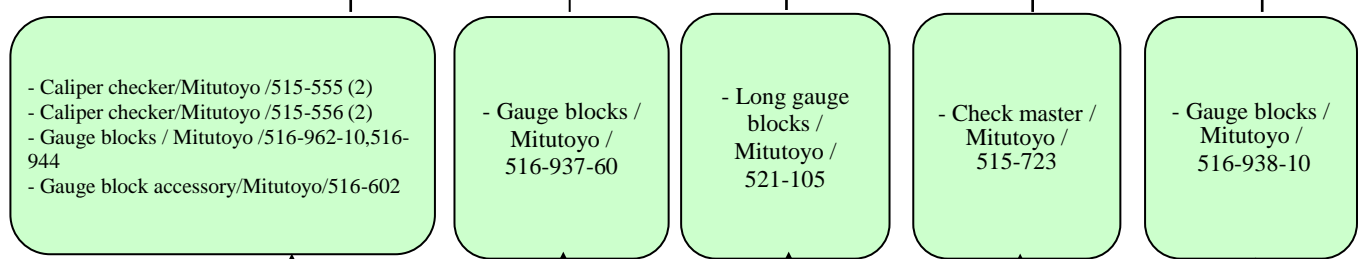 - Caliper checker/Mitutoyo /515-555 (2)
- Caliper checker/Mitutoyo /515-556 (2)
- Gauge blocks / Mitutoyo /516-962-10,516-
944
- Gauge block accessory/Mitutoyo/516-602
- Gauge blocks /
Mitutoyo /
516-937-60
- Long gauge
blocks /
Mitutoyo /
521-105
- Check master /
Mitutoyo /
515-723
- Gauge blocks /
Mitutoyo /
516-938-10